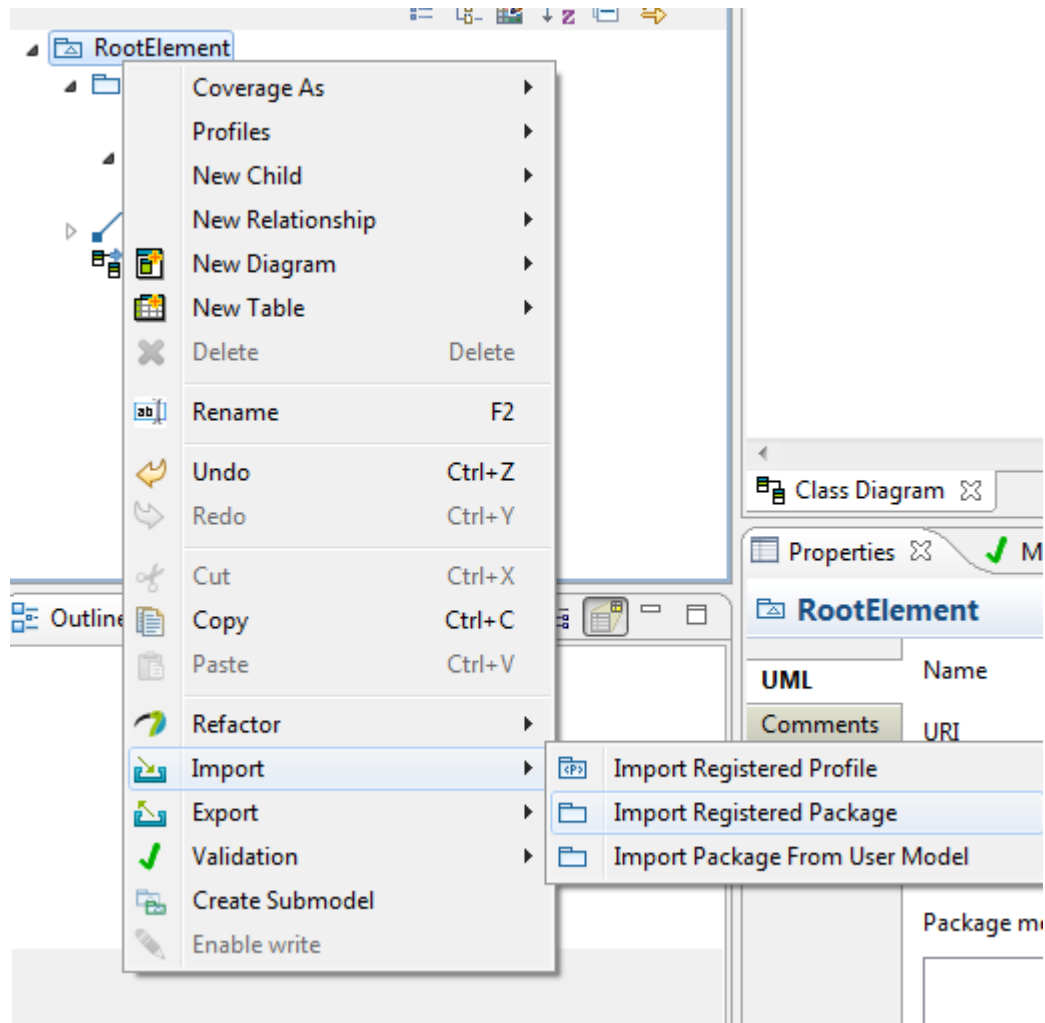 RootElement
Coverage As
Profiles
New Child
New Relationship
New Diagram
New Table
Delete Delete
Rename F2
Undo Ctrl+Z
Redo Ctrl+Y
Cut Ctrl+X
Copy Ctrl+C
Paste Ctrl+V
Refactor
Import
Export
Validation
Create Submodel
Enable write
Import Registered Profile
Import Registered Package
Import Package From User Model
Outline
Class Diagram
Properties M
RootElement
UML
Comments
Name
URI
Package me